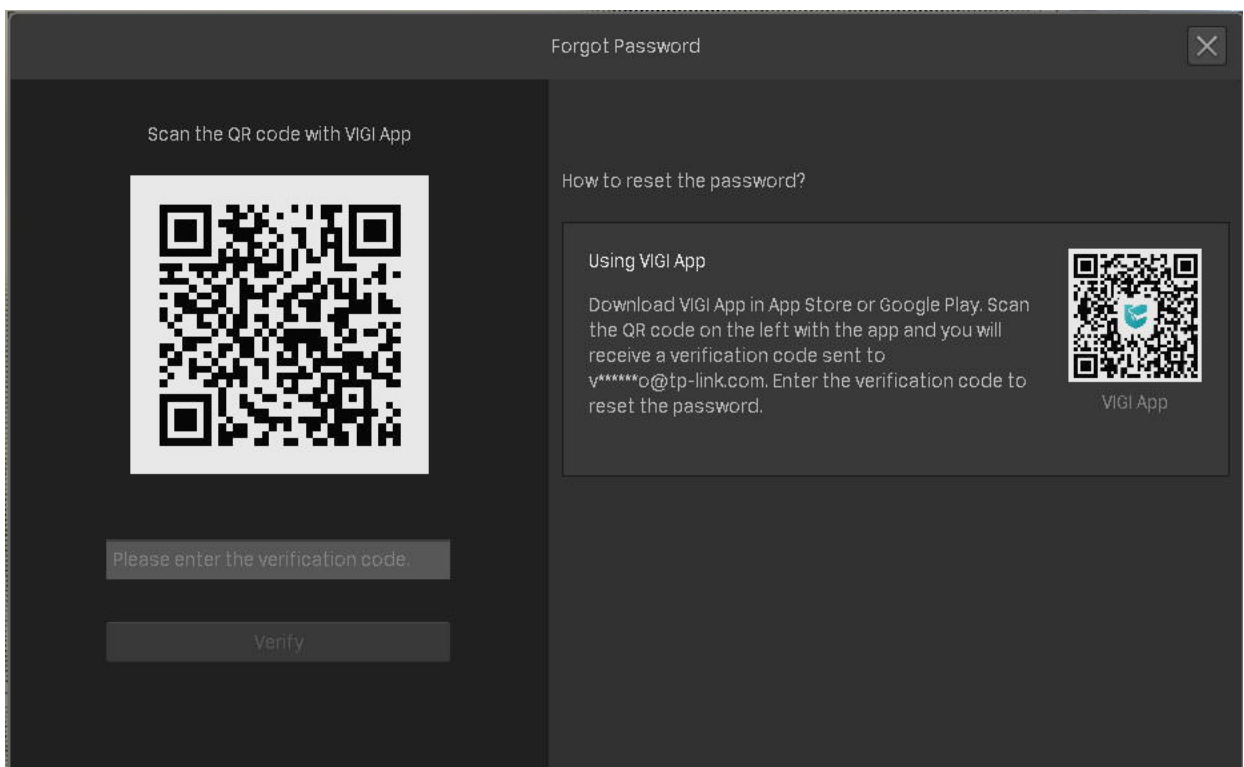 Forgot Password
Scan the QR code with VIGI App
Please enter the verification code.
Verify
How to reset the password?
Using VIGI App
Download VIGI App in App Store or Google Play. Scan
the QR code on the left with the app and you will
receive a verification code sent to
v******o@tp-link.com. Enter the verification code to
reset the password.
VIGI App